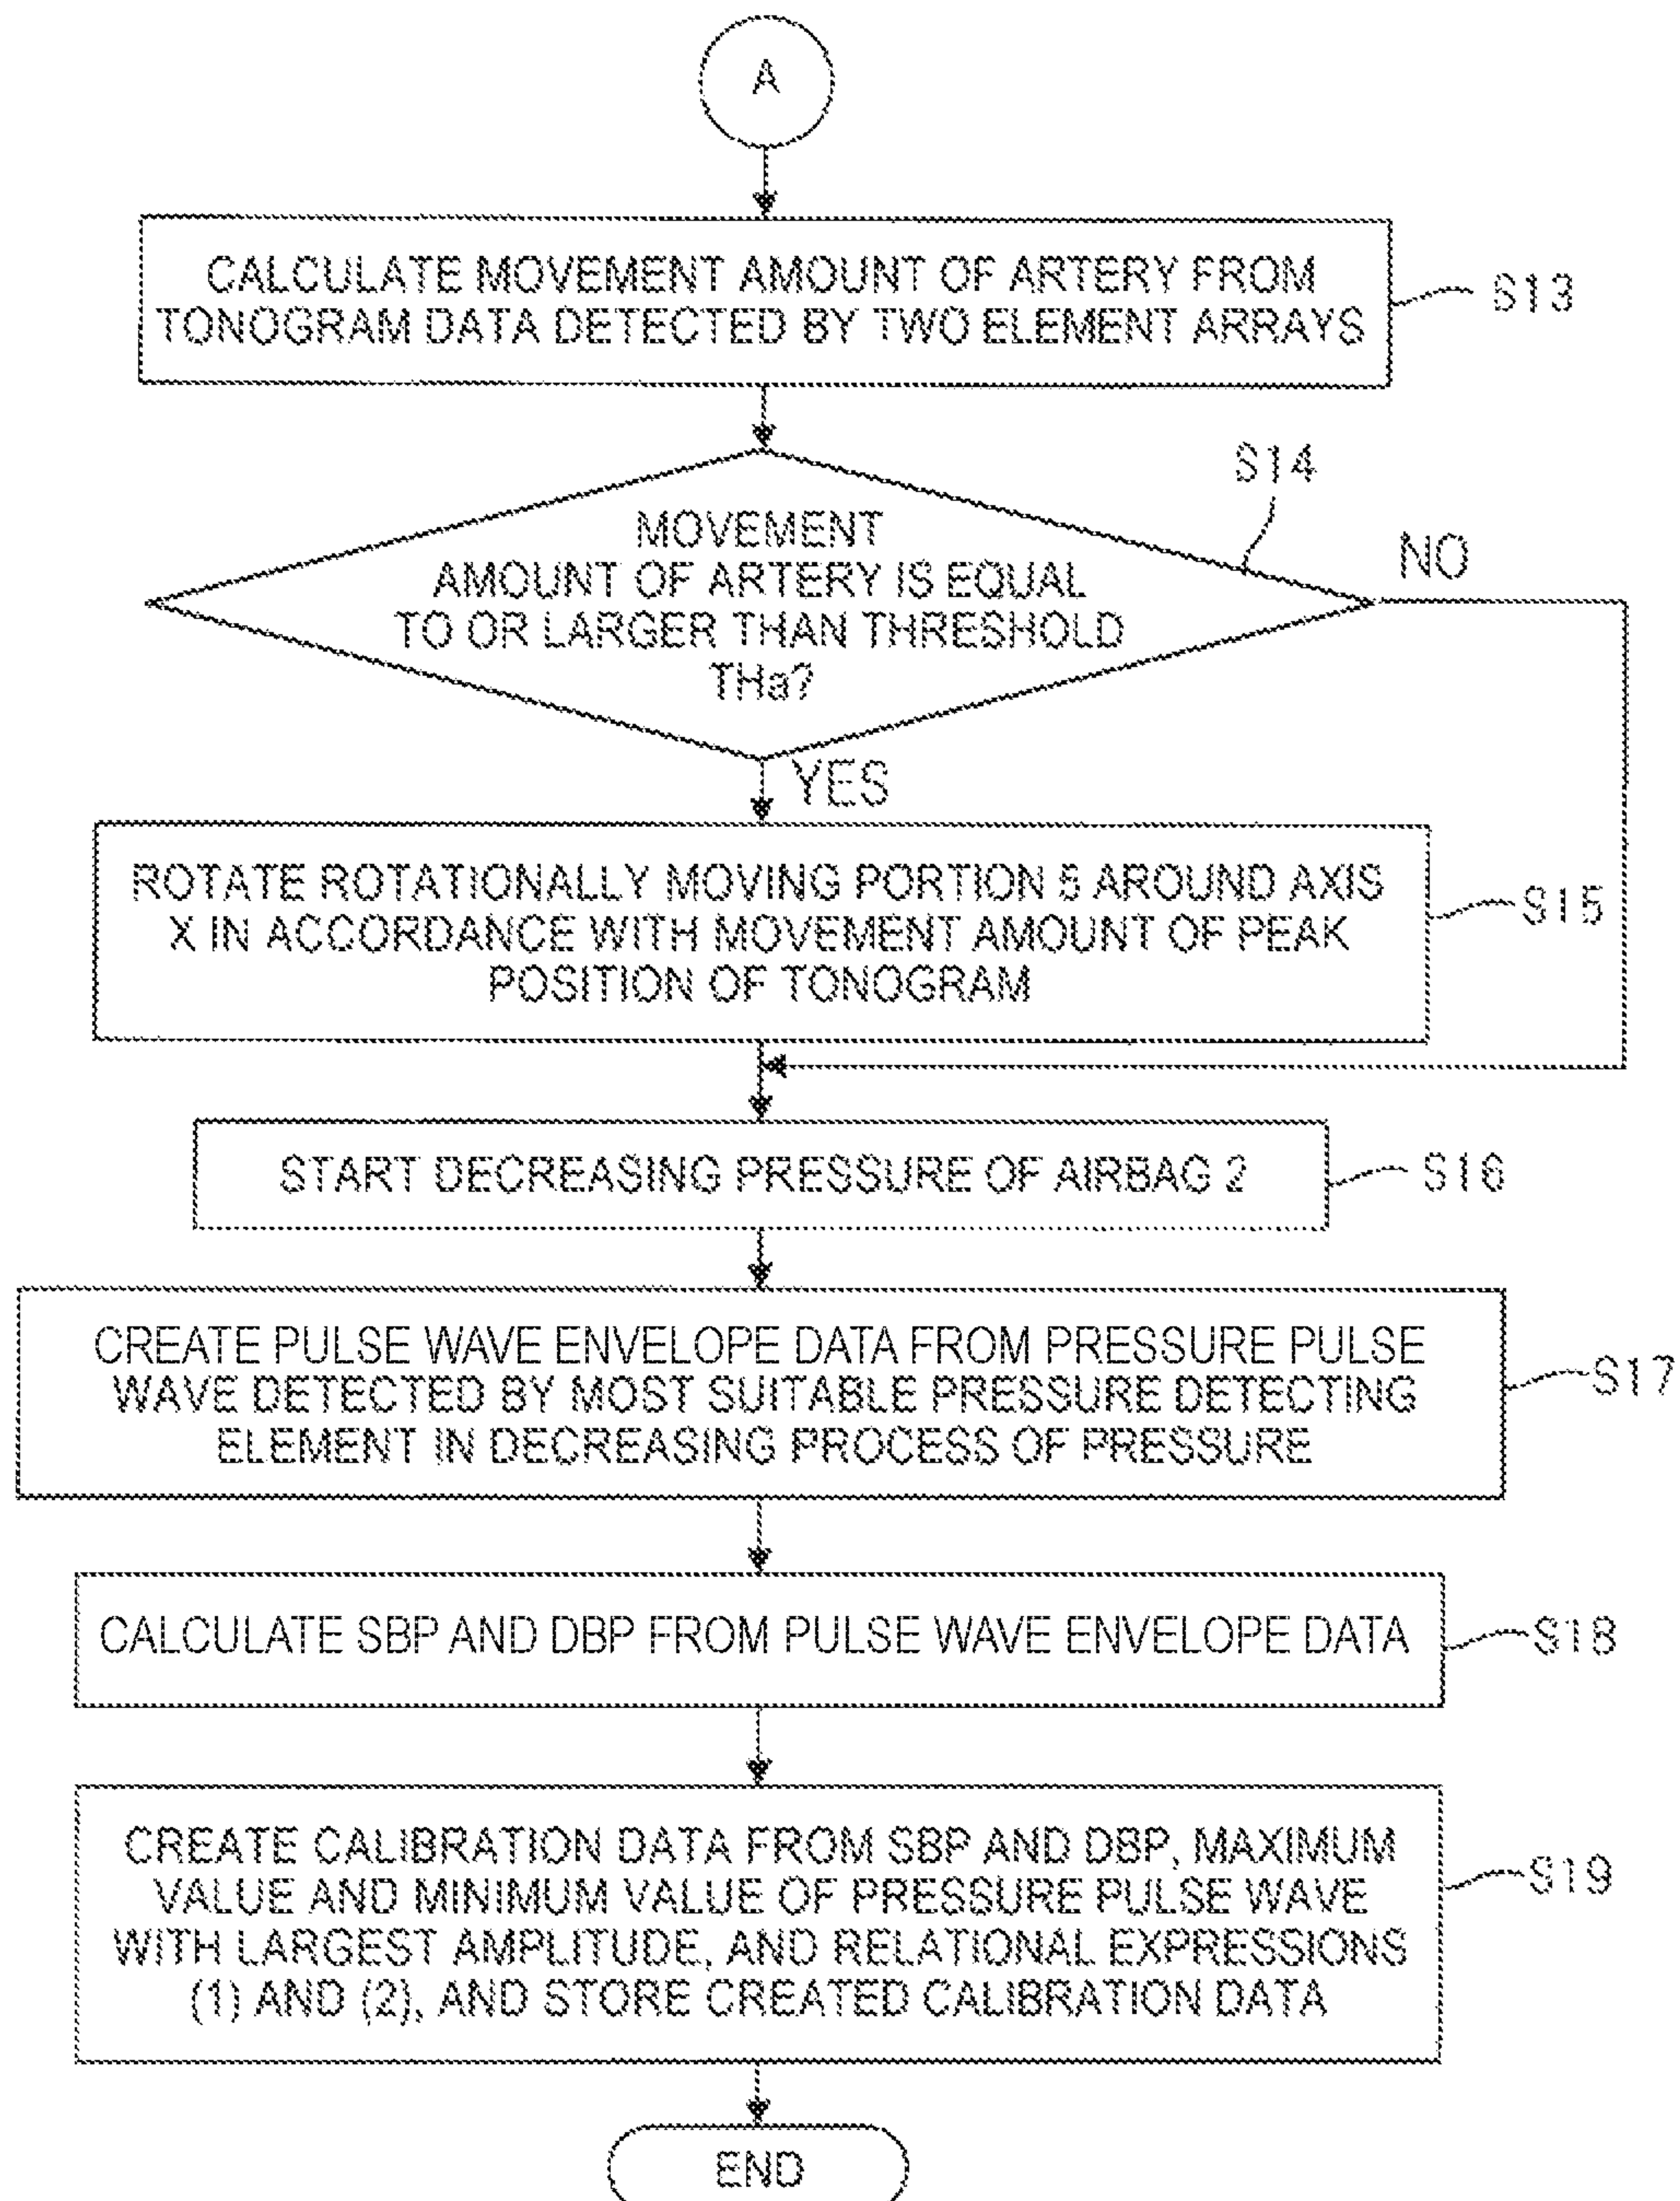 A
CALCULATE MOVEMENT AMOUNT OF ARTERY FROM
TONOGRAM DATA DETECTED BY TWO ELEMENT ARRAYS
S13
S14
MOVEMENT
AMOUNT OF ARTERY IS EQUAL
TO OR LARGER THAN THRESHOLD
THa?
NO
YES
ROTATE ROTATIONALLY MOVING PORTION 5 AROUND AXIS
X IN ACCORDANCE WITH MOVEMENT AMOUNT OF PEAK
POSITION OF TONOGRAM
S15
START DECREASING PRESSURE OF AIRBAG 2
S16
CREATE PULSE WAVE ENVELOPE DATA FROM PRESSURE PULSE
WAVE DETECTED BY MOST SUITABLE PRESSURE DETECTING
ELEMENT IN DECREASING PROCESS OF PRESSURE
S17
CALCULATE SBP AND DBP FROM PULSE WAVE ENVELOPE DATA
S18
CREATE CALIBRATION DATA FROM SBP AND DBP, MAXIMUM
VALUE AND MINIMUM VALUE OF PRESSURE PULSE WAVE
WITH LARGEST AMPLITUDE, AND RELATIONAL EXPRESSIONS
(1) AND (2), AND STORE CREATED CALIBRATION DATA
S19
END